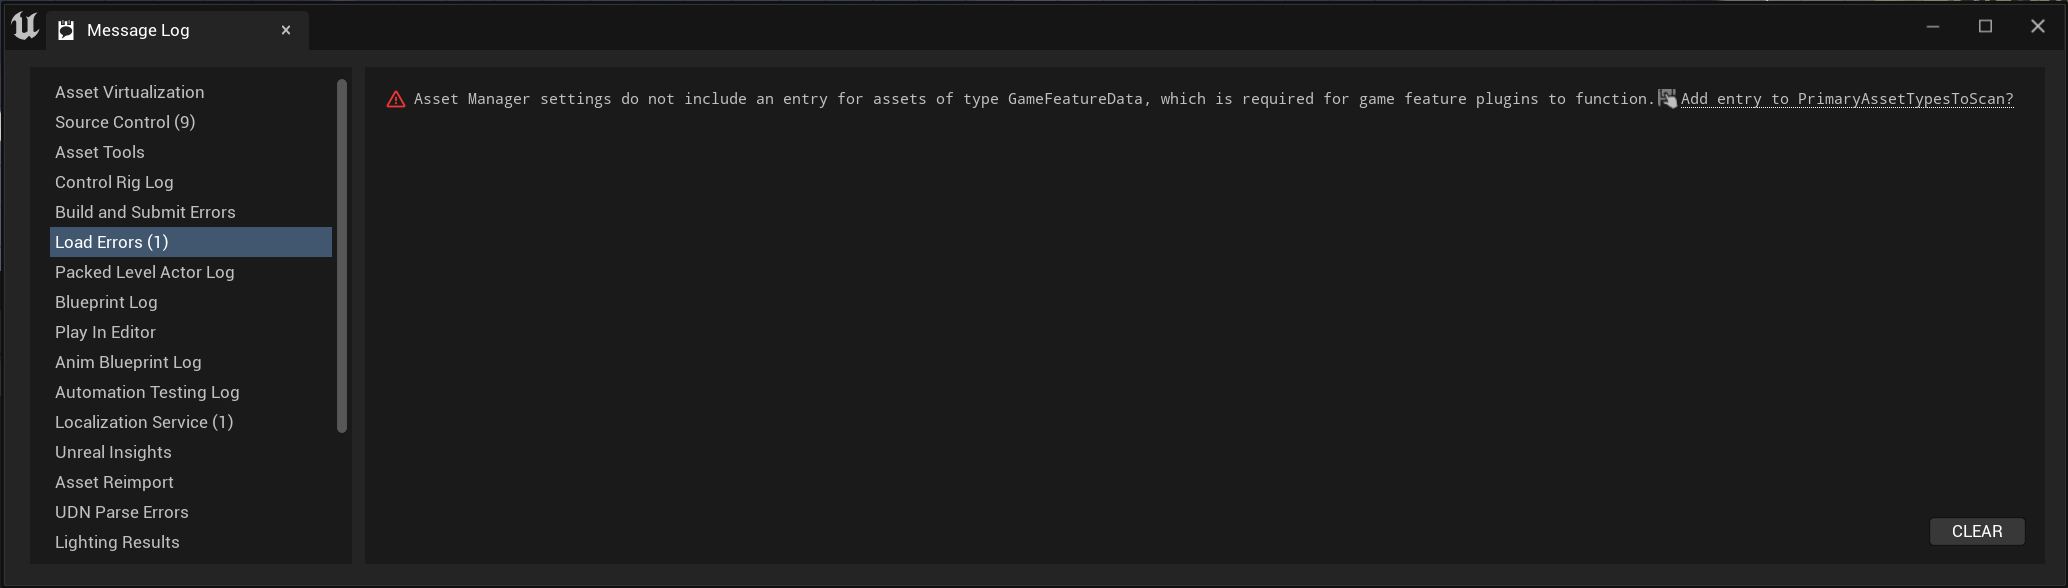 Message Log
Asset Virtualization
Source Control (9)
Asset Tools
Control Rig Log
Build and Submit Errors
Load Errors (1)
Packed Level Actor Log
Blueprint Log
Play In Editor
Anim Blueprint Log
Automation Testing Log
Localization Service (1)
Unreal Insights
Asset Reimport
UDN Parse Errors
Lighting Results
Asset Manager settings do not include an entry for assets of type GameFeatureData, which is required for game feature plugins to function. Add entry to PrimaryAssetTypesToScan?
CLEAR